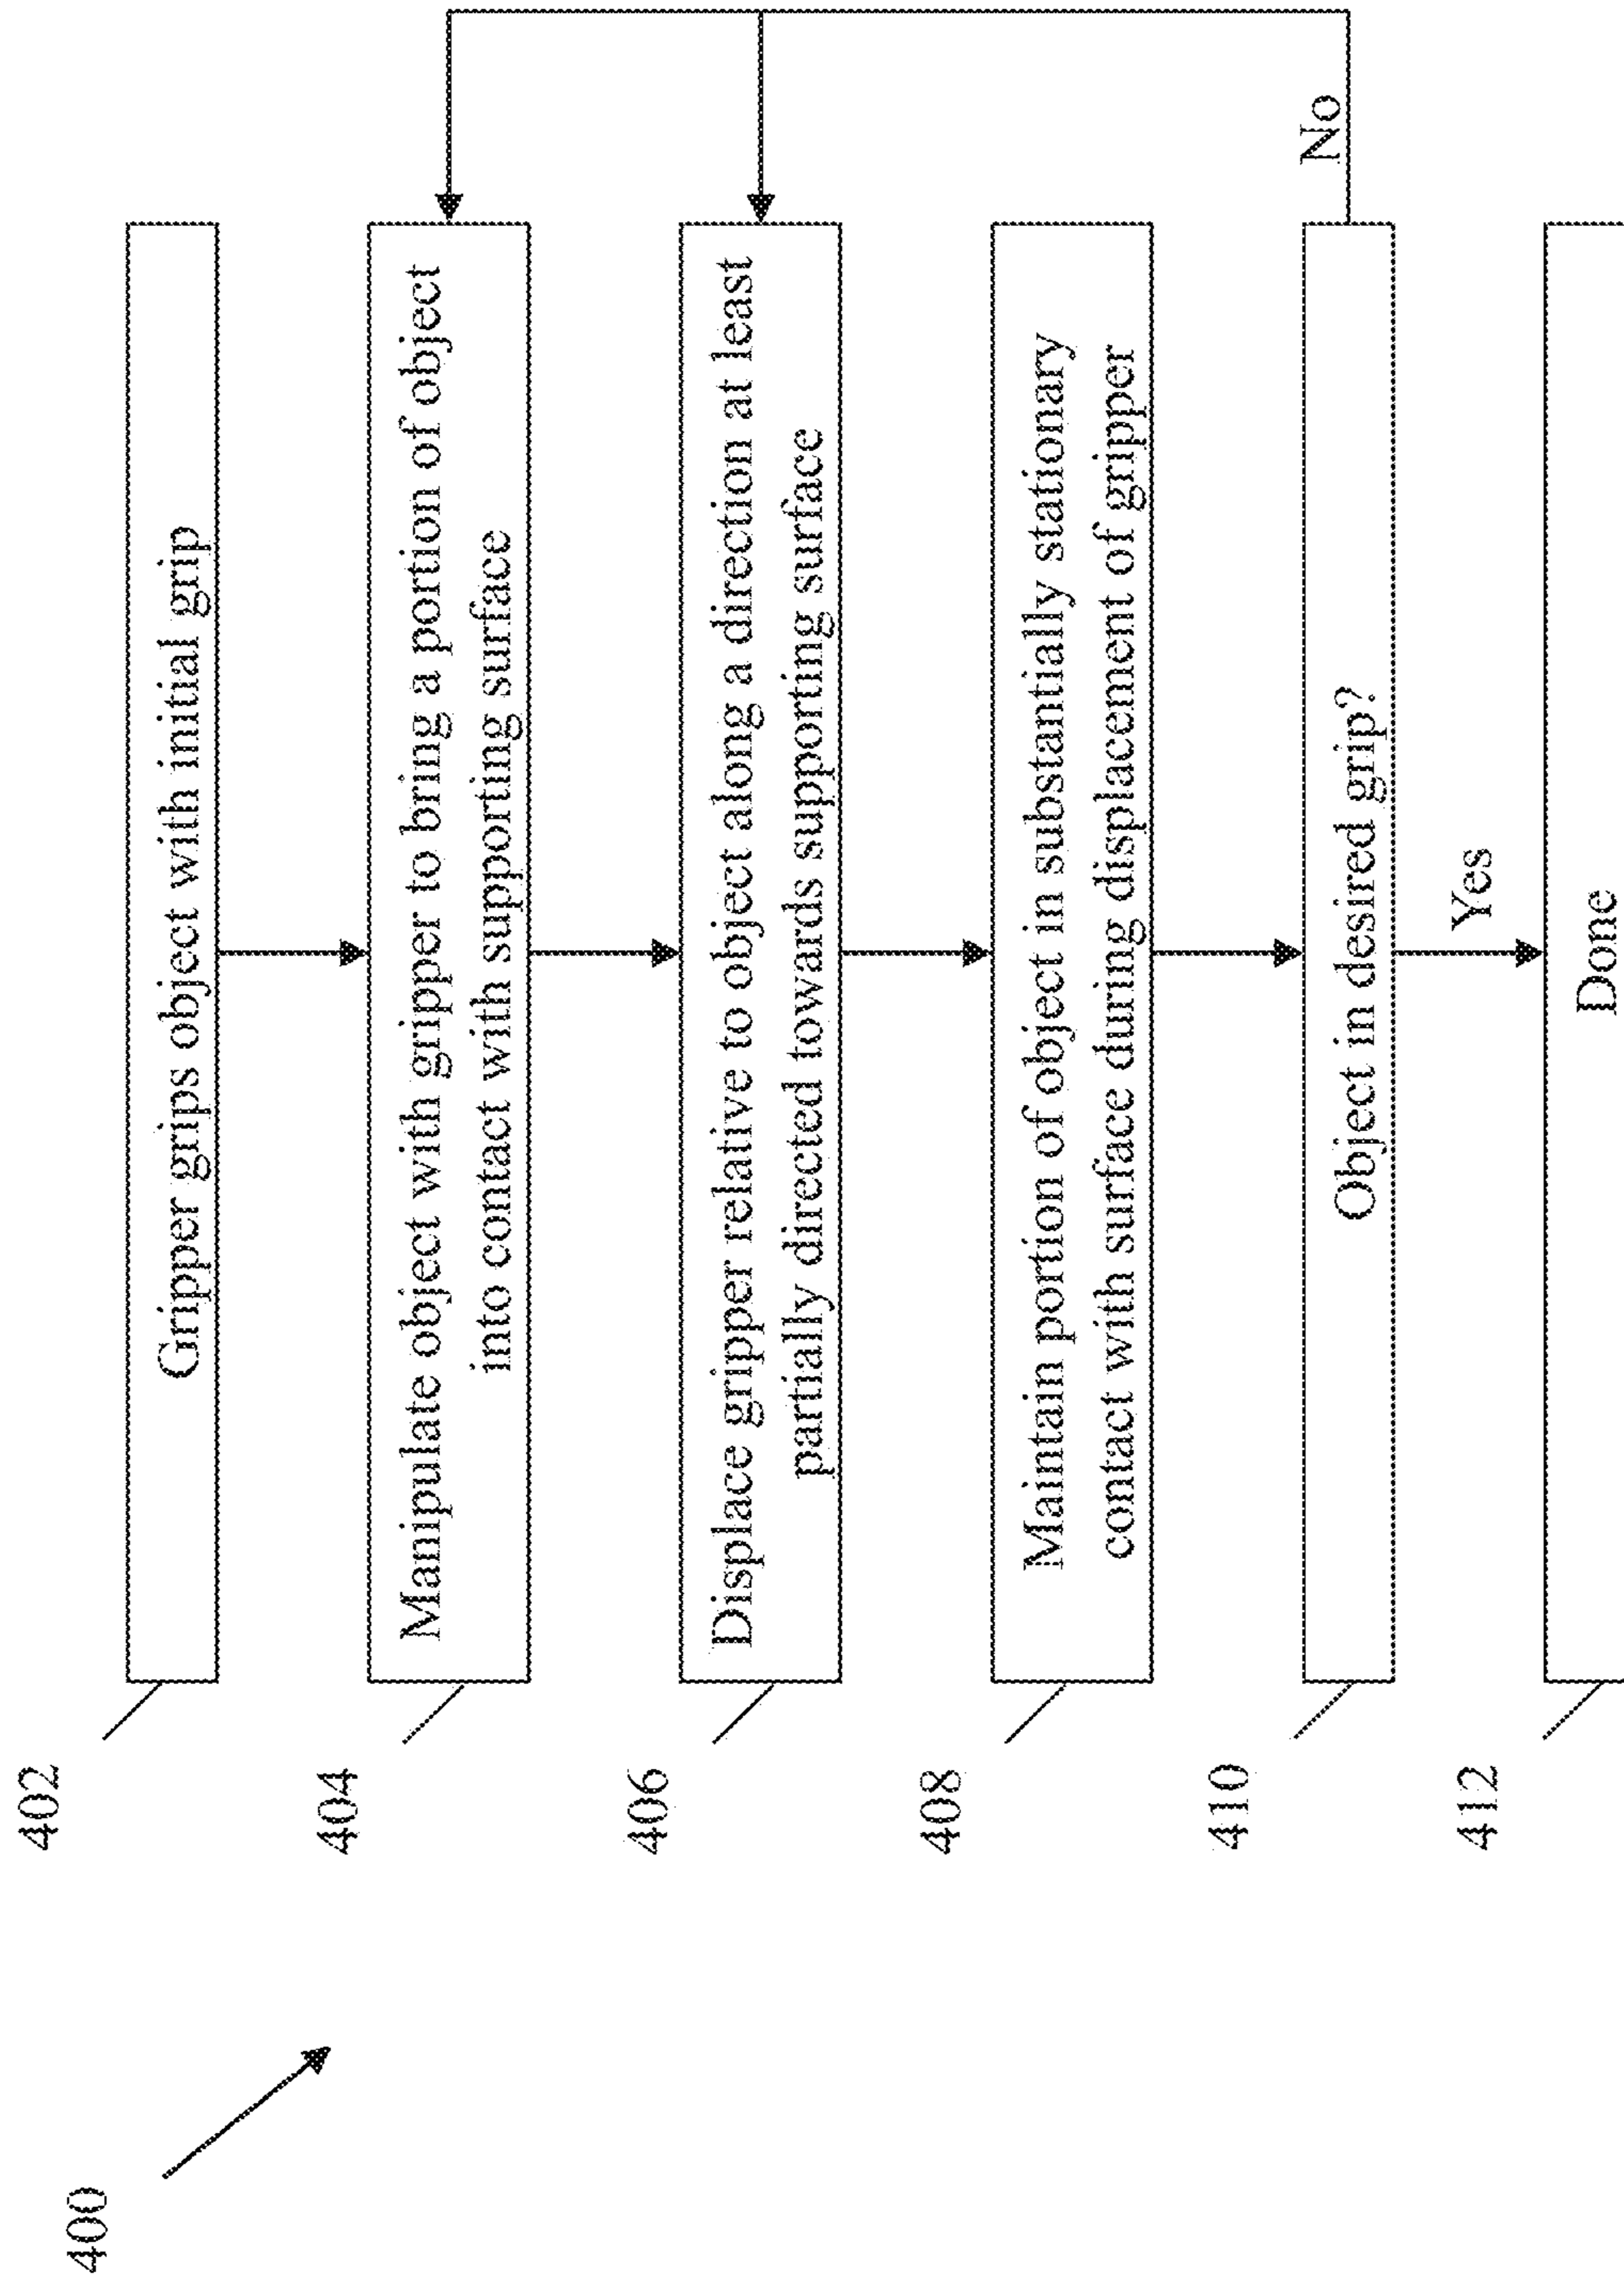 400
402
Gripper grips object with initial grip
404
Manipulate object with gripper to bring a portion of object
into contact with supporting surface
406
Displace gripper relative to object along a direction at least
partially directed towards supporting surface
408
Maintain portion of object in substantially stationary
contact with surface during displacement of gripper
410
Object in desired grip?
No
Yes
412
Done